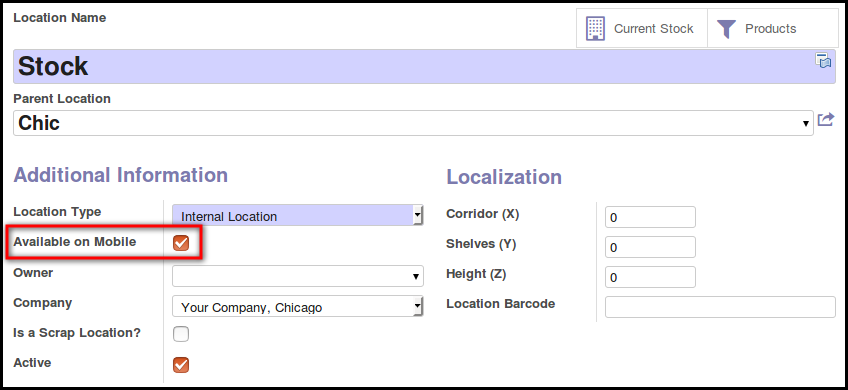 Location Name
Current Stock
Products
Stock
Parent Location
Chic
Additional Information
Localization
Location Type
Internal Location
Corridor (X)
0
Available on Mobile
Shelves (Y)
0
Owner
Height (Z)
0
Company
Your Company, Chicago
Location Barcode
Is a Scrap Location?
Active